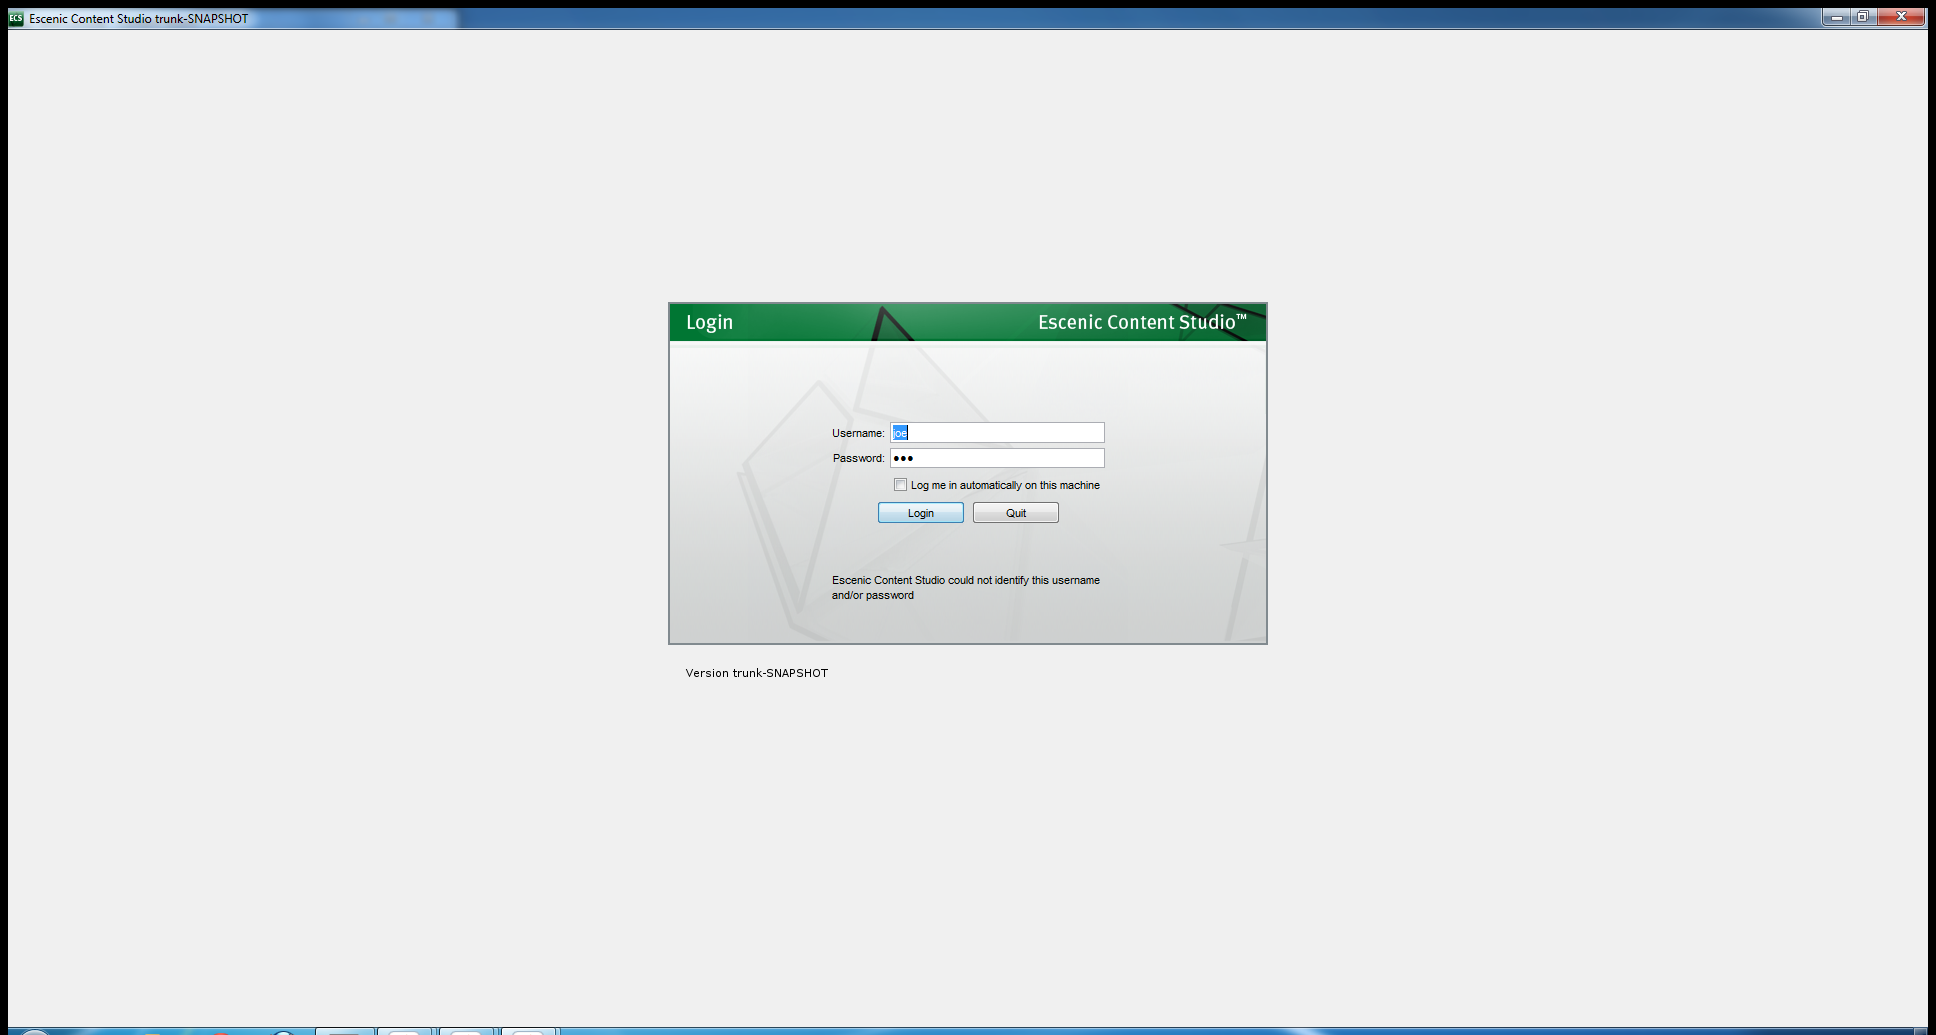 ECS Escenic Content Studio trunk-SNAPSHOT
Login Escenic Content Studio™
Username: joe
Password: •••
Log me in automatically on this machine
Login Quit
Escenic Content Studio could not identify this username
and/or password
Version trunk-SNAPSHOT